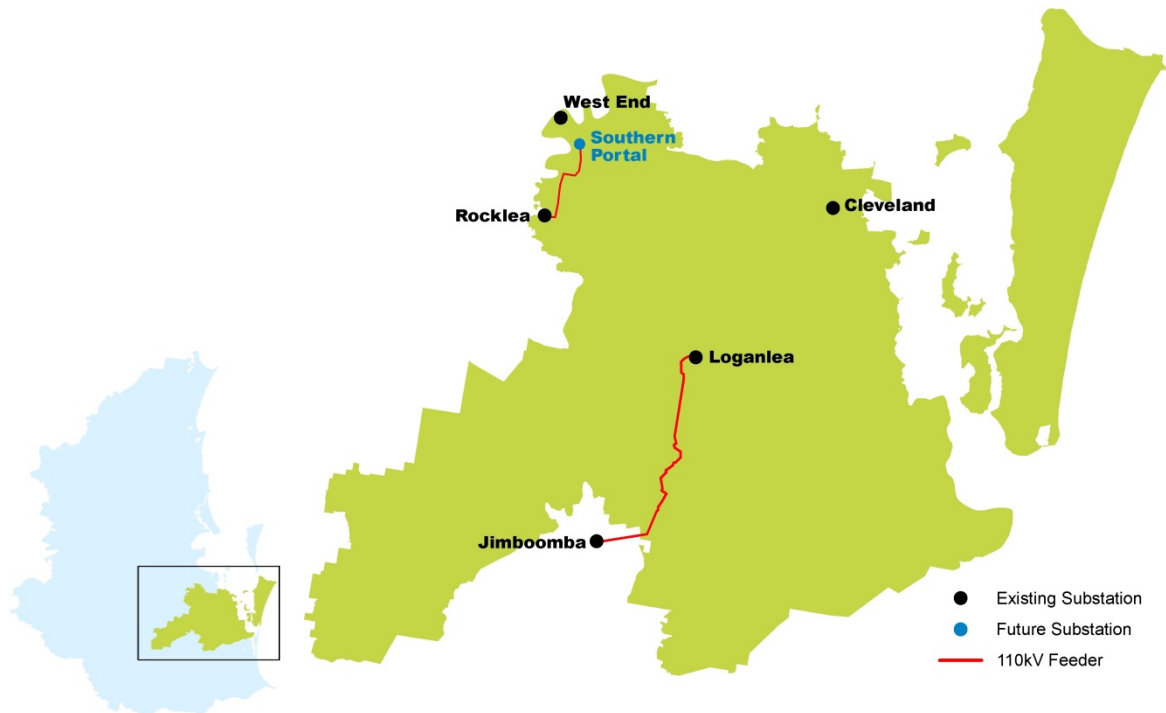 West End
Southern
Portal
Rocklea
Cleveland
Loganlea
Jimboomba
Existing Substation
Future Substation
110kV Feeder